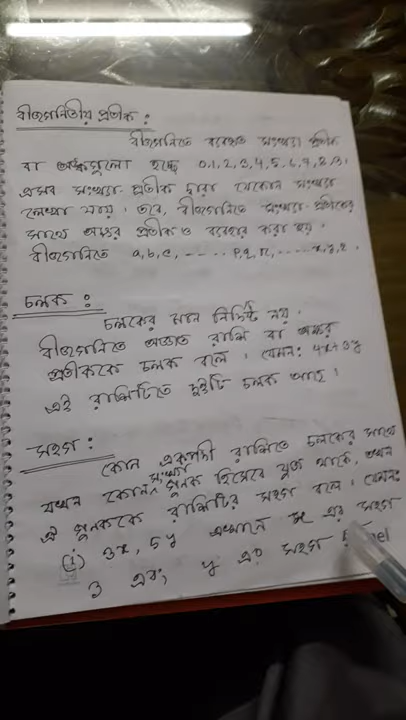 বীজগণিতীয় প্রতীক :
বীজগণিতে ব্যবহৃত সংখ্যা প্রতীক
বা অঙ্কগুলো হচ্ছে 0,1,2,3,4,5,6,7,8,9।
এসব সংখ্যা প্রতীক দ্বারা যেকোন সংখ্যা
লেখা যায়। তবে, বীজগণিতে সংখ্যা প্রতীকের
সাথে অক্ষর প্রতীক ও ব্যবহার করা হয়।
বীজগণিতে a, b, c, ..... p, q, r, ..... x, y, z.
চলক :
চলকের মান নির্দিষ্ট নয়।
বীজগণিতে অজ্ঞাত রাশি বা অক্ষর
প্রতীককে চলক বলে। যেমন: 4x+3y
এই রাশিটিতে দুইটি চলক আছে।
সহগ :
কোন একপদী রাশিতে চলকের সাথে
যখন কোন সংখ্যা গুনক হিসেবে যুক্ত থাকে, তখন
ঐ গুনককে রাশিটির সহগ বলে। যেমন:
(i) 3x, 5y এখানে x এর সহগ
3 এবং y এর সহগ